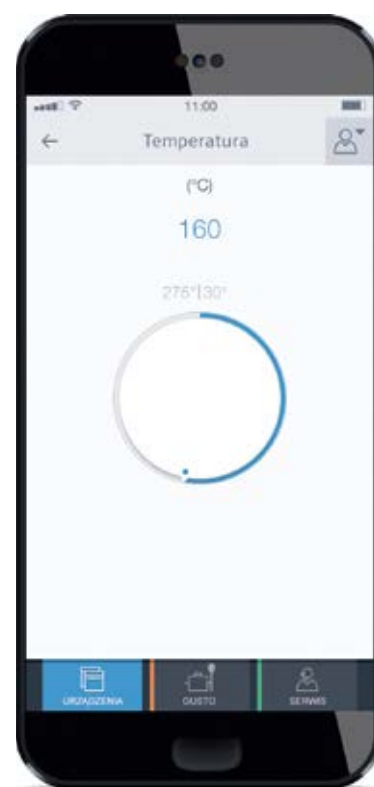 11:00
Temperatura
(°C)
160
275°|30°
URZĄDZENIA
GUSTO
SERWIS